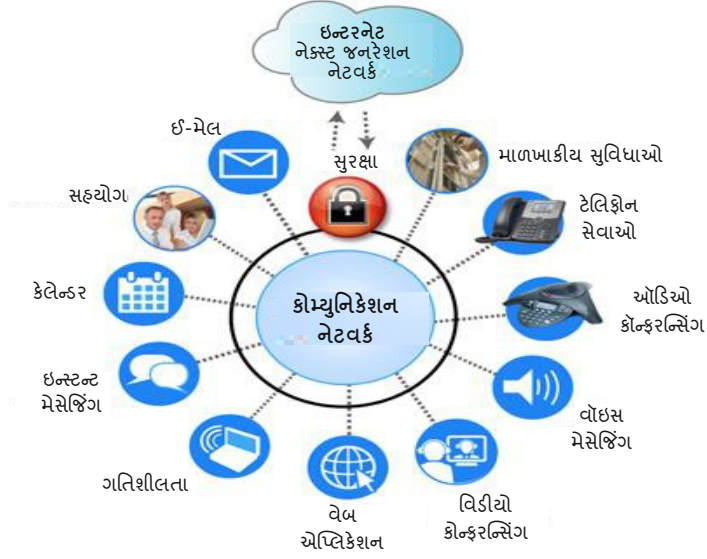 ઇન્ટરનેટ
નેક્સ્ટ જનરેશન
નેટવર્ક
ઈ-મેલ
સુરક્ષા
માળખાકીય સુવિધાઓ
સહયોગ
ટેલિફોન
સેવાઓ
કેલેન્ડર
કોમ્યુનિકેશન
નેટવર્ક
ઑડિઓ
કૉન્ફરન્સિંગ
ઇન્સ્ટન્ટ
મેસેજિંગ
વૉઇસ
મેસેજિંગ
ગતિશીલતા
વેબ
એપ્લિકેશન
વિડીયો
કોન્ફરન્સિંગ